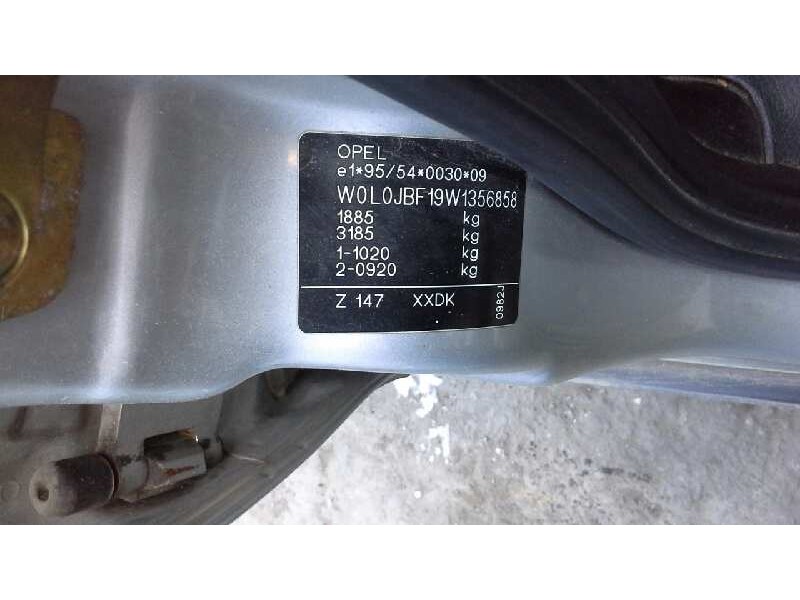 OPEL
e1*95/54*0030*09
W0L0JBF19W1356858
1885 kg
3185 kg
1-1020 kg
2-0920 kg
Z 147 XXDK
0982J